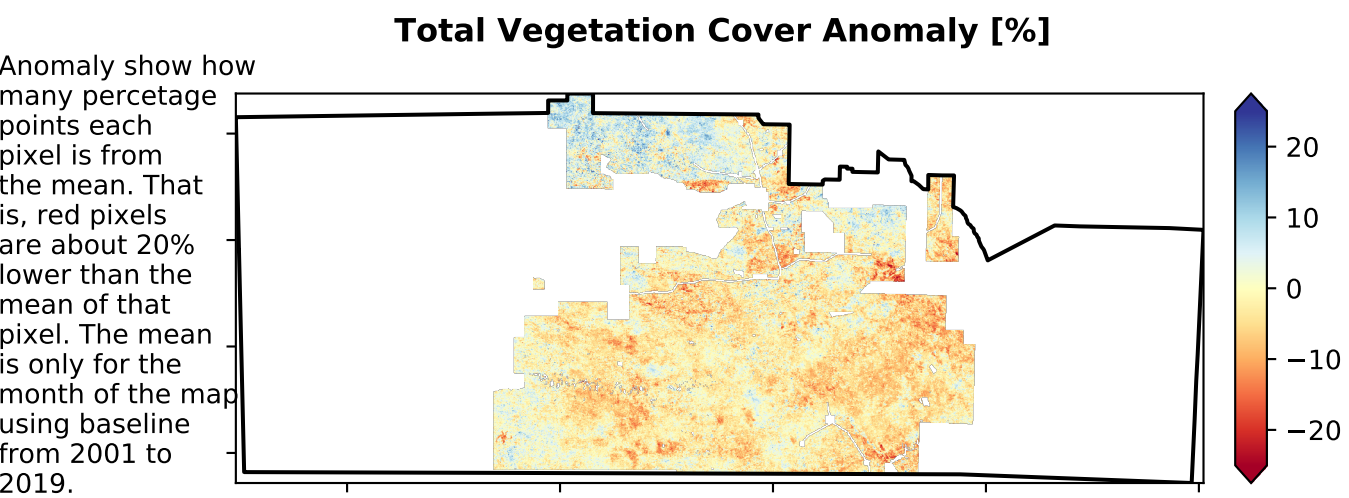 Total Vegetation Cover Anomaly [%]
Anomaly show how
many percetage
points each
pixel is from
the mean. That
is, red pixels
are about 20%
lower than the
mean of that
pixel. The mean
is only for the
month of the map
using baseline
from 2001 to
2019.
20
10
0
−10
−20